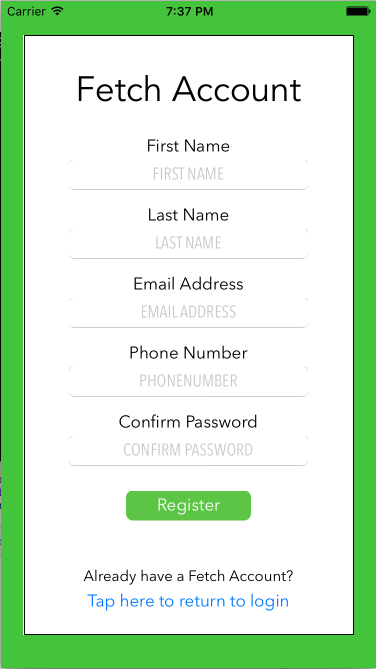 Carrier 7:37 PM
Fetch Account
First Name
FIRST NAME
Last Name
LAST NAME
Email Address
EMAIL ADDRESS
Phone Number
PHONENUMBER
Confirm Password
CONFIRM PASSWORD
Register
Already have a Fetch Account?
Tap here to return to login